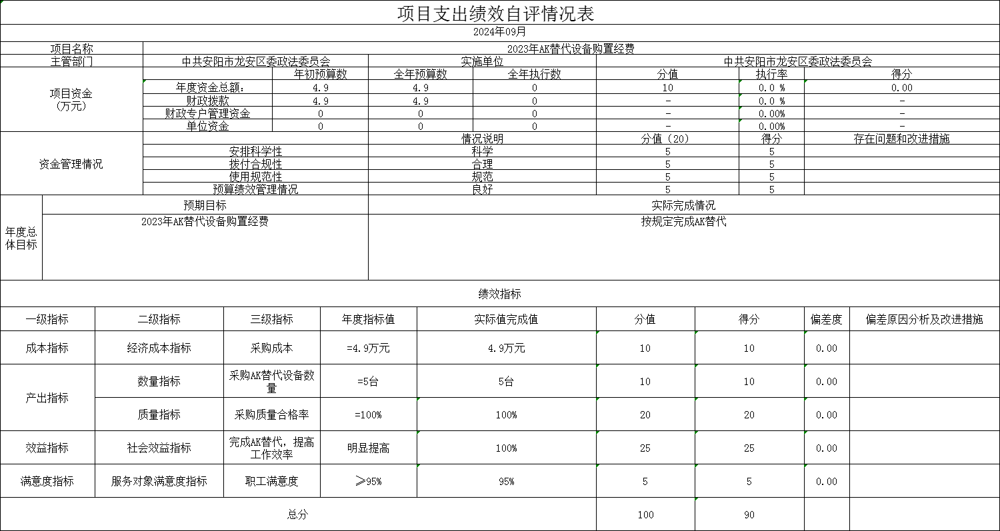 项目支出绩效自评情况表
2024年09月
项目名称 2023年AK替代设备购置经费
主管部门 中共安阳市龙安区委政法委员会 实施单位 中共安阳市龙安区委政法委员会
项目资金
(万元)
年初预算数 全年预算数 全年执行数 分值 执行率 得分
年度资金总额: 4.9 4.9 0 10 0.0 % 0.00
财政拨款 4.9 4.9 0 - 0.0 % -
财政专户管理资金 0 0 0 - 0.00% -
单位资金 0 0 0 - 0.00% -
资金管理情况
情况说明 分值（20） 得分 存在问题和改进措施
安排科学性 科学 5 5
拨付合规性 合理 5 5
使用规范性 规范 5 5
预算绩效管理情况 良好 5 5
年度总
体目标
预期目标 实际完成情况
2023年AK替代设备购置经费 按规定完成AK替代
绩效指标
一级指标 二级指标 三级指标 年度指标值 实际值完成值 分值 得分 偏差度 偏差原因分析及改进措施
成本指标 经济成本指标 采购成本 =4.9万元 4.9万元 10 10 0.00
产出指标
数量指标 采购AK替代设备数
量 =5台 5台 10 10 0.00
质量指标 采购质量合格率 =100% 100% 20 20 0.00
效益指标 社会效益指标 完成AK替代，提高
工作效率 明显提高 100% 25 25 0.00
满意度指标 服务对象满意度指标 职工满意度 ≥95% 95% 5 5 0.00
总分 100 90